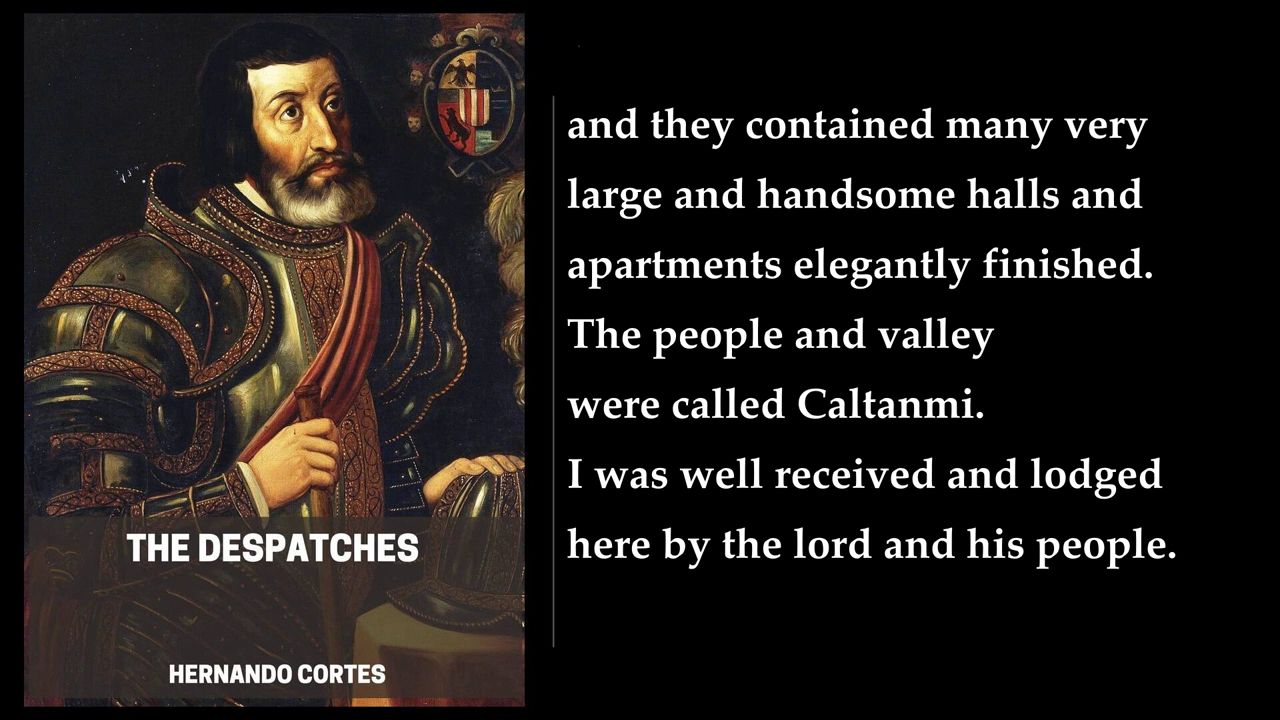 THE DESPATCHES
HERNANDO CORTES
and they contained many very
large and handsome halls and
apartments elegantly finished.
The people and valley
were called Caltanmi.
I was well received and lodged
here by the lord and his people.